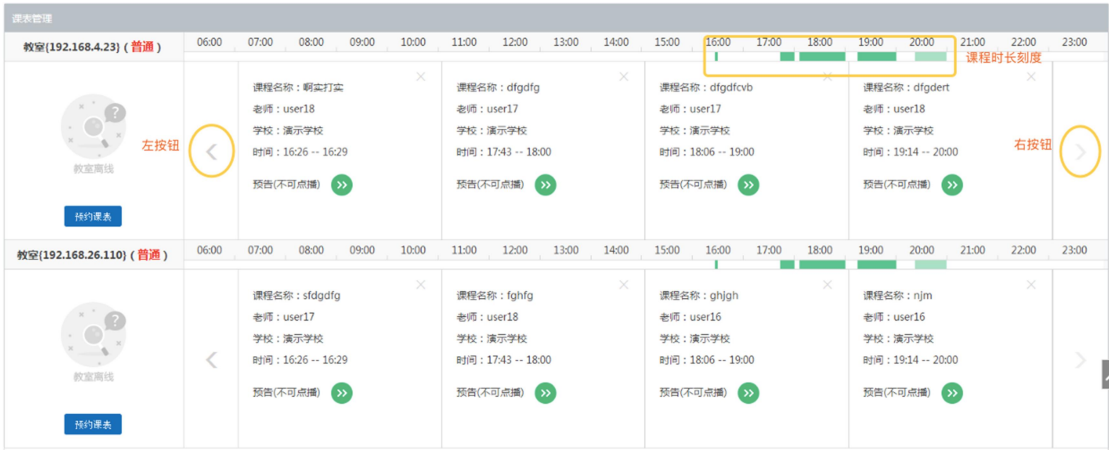 课表管理
教室(192.168.4.23)(普通)
06:00 07:00 08:00 09:00 10:00 11:00 12:00 13:00 14:00 15:00 16:00 17:00 18:00 19:00 20:00 21:00 22:00 23:00
课程时长刻度
教室离线
预约课表
左按钮
课程名称:啊实打实
老师:user18
学校:演示学校
时间:16:26 -- 16:29
预告(不可点播)
课程名称:dfgdfg
老师:user17
学校:演示学校
时间:17:43 -- 18:00
预告(不可点播)
课程名称:dfgdfcvb
老师:user17
学校:演示学校
时间:18:06 -- 19:00
预告(不可点播)
课程名称:dfgdert
老师:user18
学校:演示学校
时间:19:14 -- 20:00
预告(不可点播)
右按钮
教室(192.168.26.110)(普通)
06:00 07:00 08:00 09:00 10:00 11:00 12:00 13:00 14:00 15:00 16:00 17:00 18:00 19:00 20:00 21:00 22:00 23:00
教室离线
预约课表
课程名称:sfdgdfg
老师:user17
学校:演示学校
时间:16:26 -- 16:29
预告(不可点播)
课程名称:fghfg
老师:user18
学校:演示学校
时间:17:43 -- 18:00
预告(不可点播)
课程名称:ghjgh
老师:user16
学校:演示学校
时间:18:06 -- 19:00
预告(不可点播)
课程名称:njm
老师:user16
学校:演示学校
时间:19:14 -- 20:00
预告(不可点播)